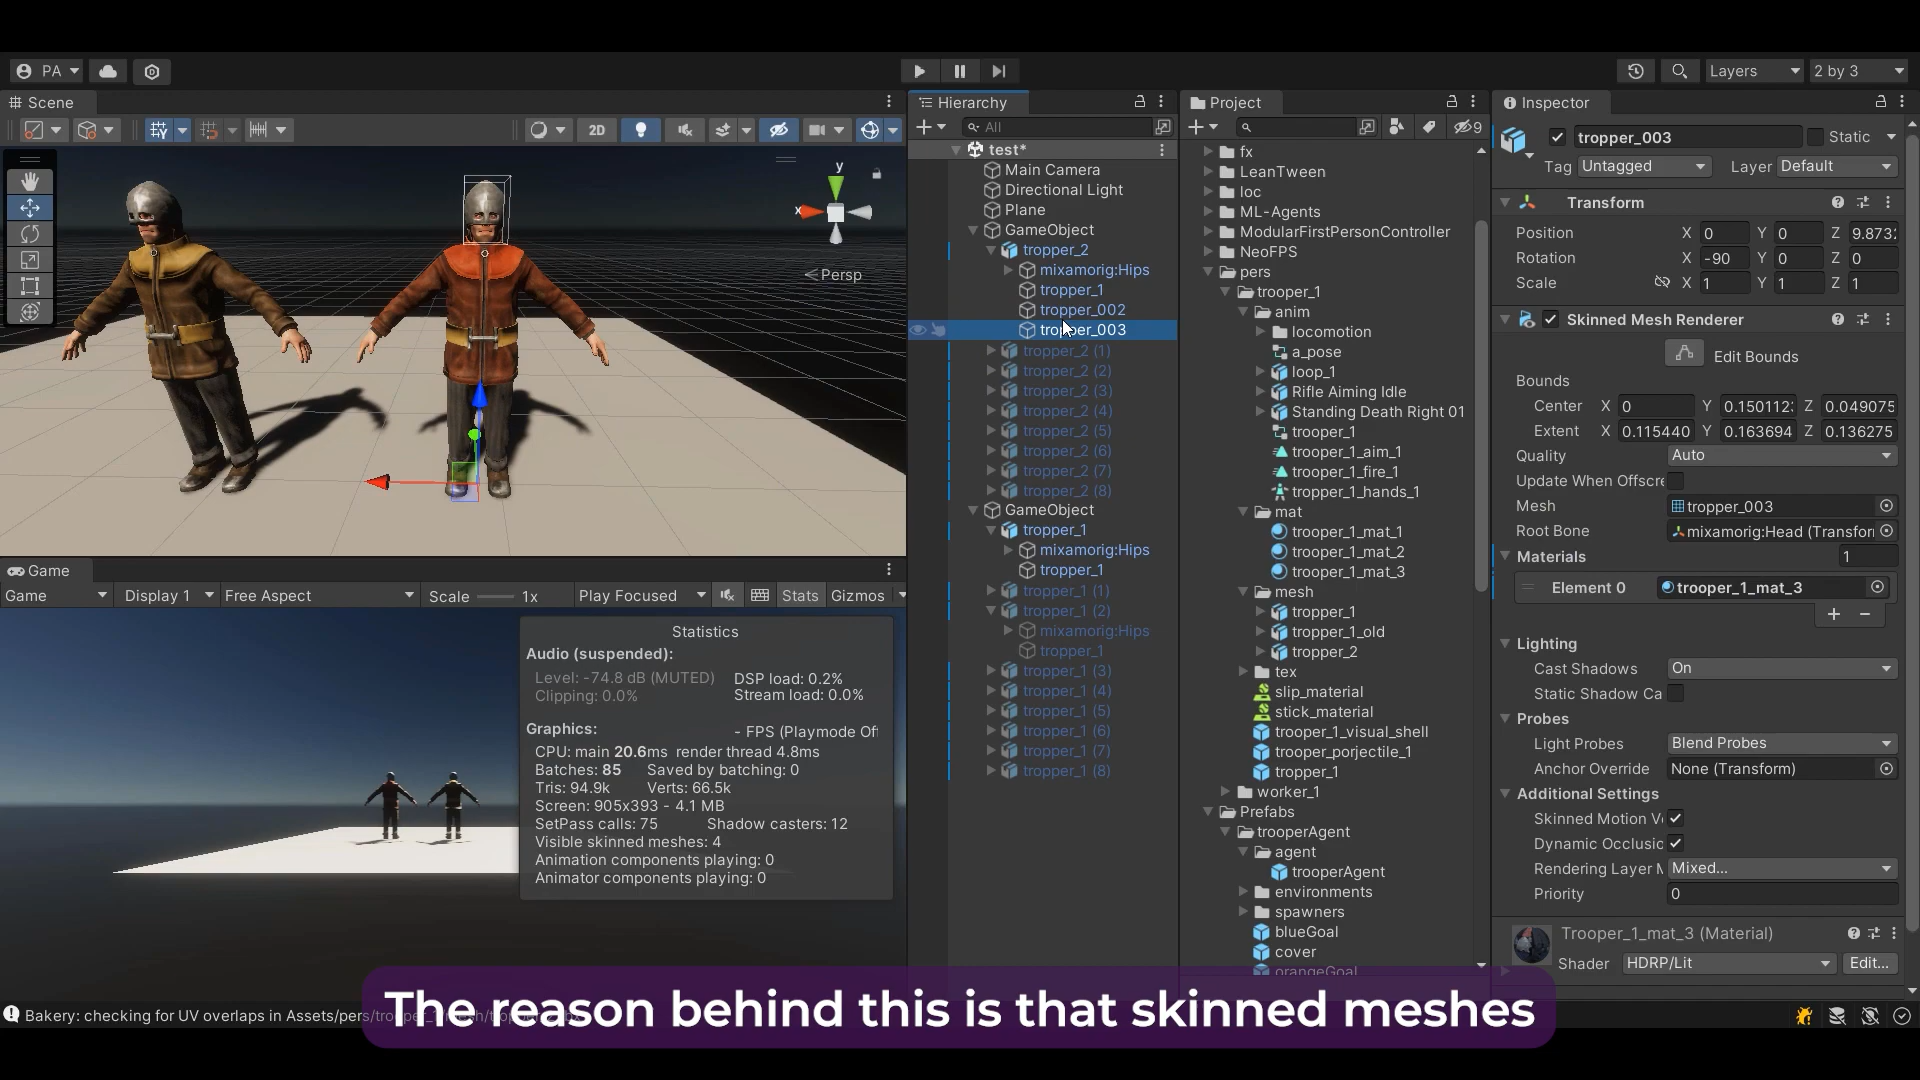 PA
Layers
2 by 3
Scene
2D
Y
x
y
Persp
Hierarchy
All
test*
Main Camera
Directional Light
Plane
GameObject
tropper_2
mixamorig:Hips
tropper_1
tropper_002
tropper_003
tropper_2 (1)
tropper_2 (2)
tropper_2 (3)
tropper_2 (4)
tropper_2 (5)
tropper_2 (6)
tropper_2 (7)
tropper_2 (8)
GameObject
tropper_1
mixamorig:Hips
tropper_1
tropper_1 (1)
tropper_1 (2)
mixamorig:Hips
tropper_1
tropper_1 (3)
tropper_1 (4)
tropper_1 (5)
tropper_1 (6)
tropper_1 (7)
tropper_1 (8)
Project
9
fx
LeanTween
loc
ML-Agents
ModularFirstPersonController
NeoFPS
pers
trooper_1
anim
locomotion
a_pose
loop_1
Rifle Aiming Idle
Standing Death Right 01
trooper_1
trooper_1_aim_1
trooper_1_fire_1
tropper_1_hands_1
mat
trooper_1_mat_1
trooper_1_mat_2
trooper_1_mat_3
mesh
tropper_1
tropper_1_old
tropper_2
tex
slip_material
stick_material
trooper_1_visual_shell
trooper_porjectile_1
tropper_1
worker_1
Prefabs
trooperAgent
agent
trooperAgent
environments
spawners
blueGoal
cover
orangeGoal
Inspector
tropper_003
Static
Tag Untagged Layer Default
Transform
Position X 0 Y 0 Z 9.873
Rotation X -90 Y 0 Z 0
Scale X 1 Y 1 Z 1
Skinned Mesh Renderer
Edit Bounds
Bounds
Center X 0 Y 0.150112 Z 0.049075
Extent X 0.115440 Y 0.163694 Z 0.136275
Quality Auto
Update When Offscre
Mesh tropper_003
Root Bone mixamorig:Head (Transfor
Materials 1
Element 0 trooper_1_mat_3
Lighting
Cast Shadows On
Static Shadow Ca
Probes
Light Probes Blend Probes
Anchor Override None (Transform)
Additional Settings
Skinned Motion V
Dynamic Occlusic
Rendering Layer M Mixed...
Priority 0
Trooper_1_mat_3 (Material)
Shader HDRP/Lit Edit...
Game
Game Display 1 Free Aspect Scale 1x Play Focused Stats Gizmos
Statistics
Audio (suspended):
Level: -74.8 dB (MUTED) DSP load: 0.2%
Clipping: 0.0% Stream load: 0.0%
Graphics: - FPS (Playmode Of
CPU: main 20.6ms render thread 4.8ms
Batches: 85 Saved by batching: 0
Tris: 94.9k Verts: 66.5k
Screen: 905x393 - 4.1 MB
SetPass calls: 75 Shadow casters: 12
Visible skinned meshes: 4
Animation components playing: 0
Animator components playing: 0
Bakery: checking for UV overlaps in Assets/pers/
The reason behind this is that skinned meshes